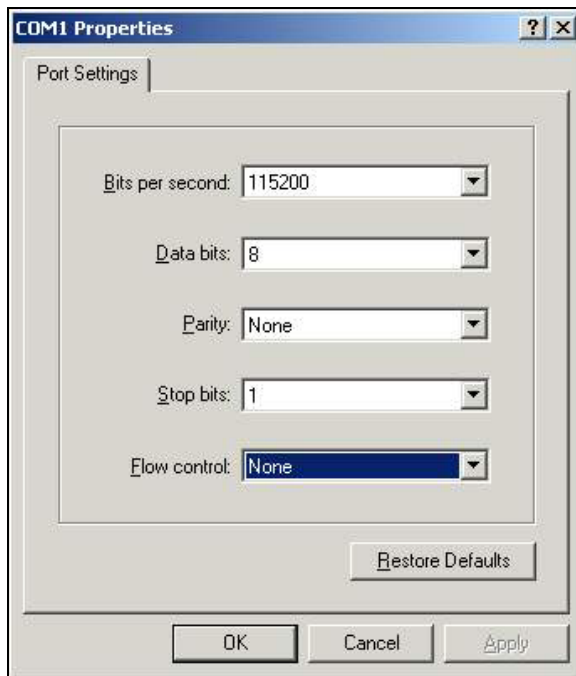 COM1 Properties
Port Settings
Bits per second: 115200
Data bits: 8
Parity: None
Stop bits: 1
Flow control: None
Restore Defaults
OK Cancel Apply